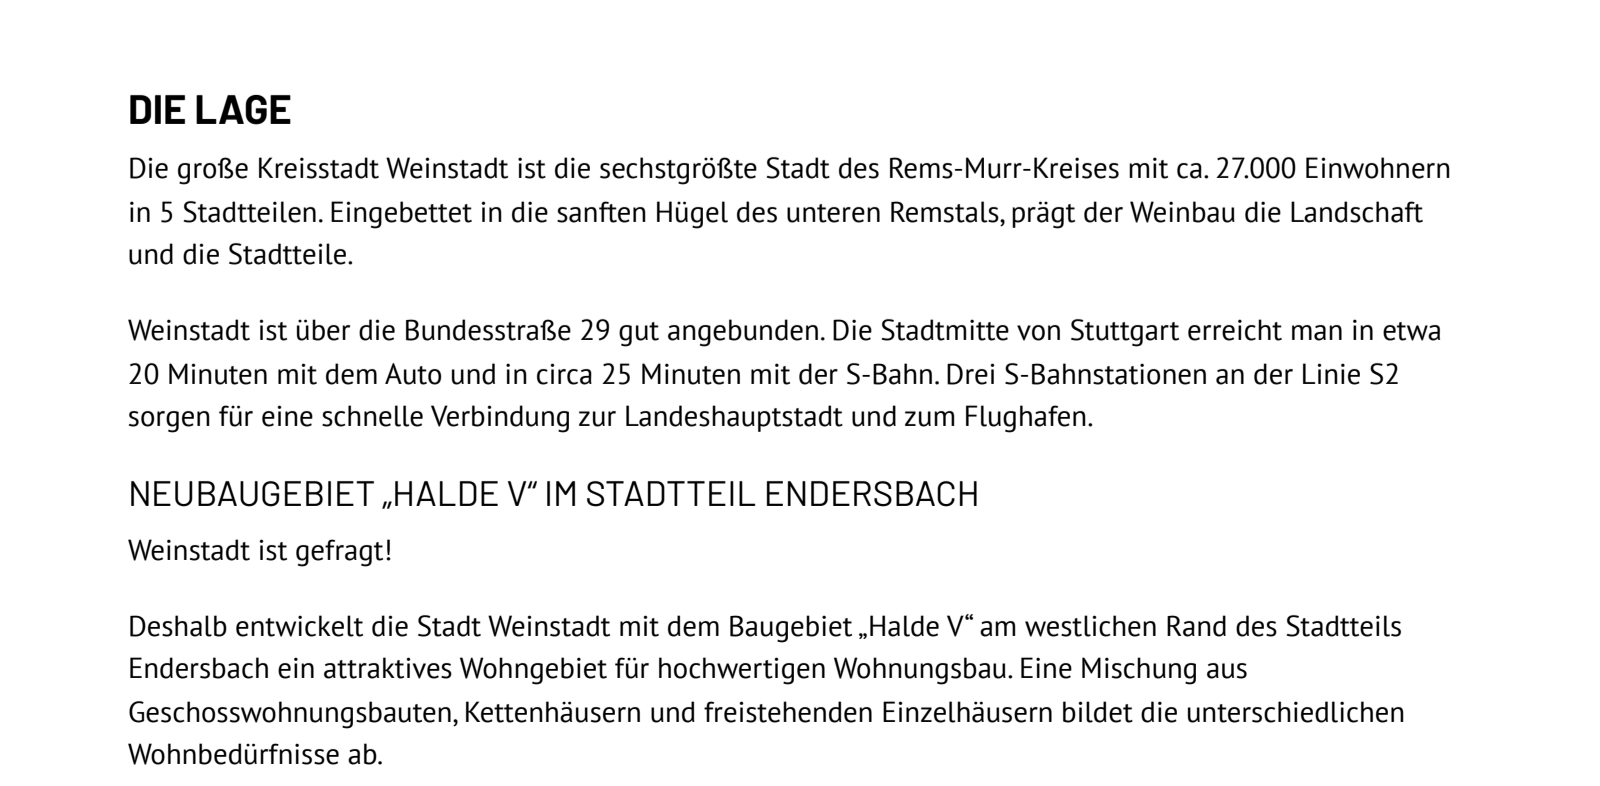 DIE LAGE
Die große Kreisstadt Weinstadt ist die sechstgrößte Stadt des Rems-Murr-Kreises mit ca. 27.000 Einwohnern
in 5 Stadtteilen. Eingebettet in die sanften Hügel des unteren Remstals, prägt der Weinbau die Landschaft
und die Stadtteile.
Weinstadt ist über die Bundesstraße 29 gut angebunden. Die Stadtmitte von Stuttgart erreicht man in etwa
20 Minuten mit dem Auto und in circa 25 Minuten mit der S-Bahn. Drei S-Bahnstationen an der Linie S2
sorgen für eine schnelle Verbindung zur Landeshauptstadt und zum Flughafen.
NEUBAUGEBIET „HALDE V“ IM STADTTEIL ENDERSBACH
Weinstadt ist gefragt!
Deshalb entwickelt die Stadt Weinstadt mit dem Baugebiet „Halde V“ am westlichen Rand des Stadtteils
Endersbach ein attraktives Wohngebiet für hochwertigen Wohnungsbau. Eine Mischung aus
Geschosswohnungsbauten, Kettenhäusern und freistehenden Einzelhäusern bildet die unterschiedlichen
Wohnbedürfnisse ab.